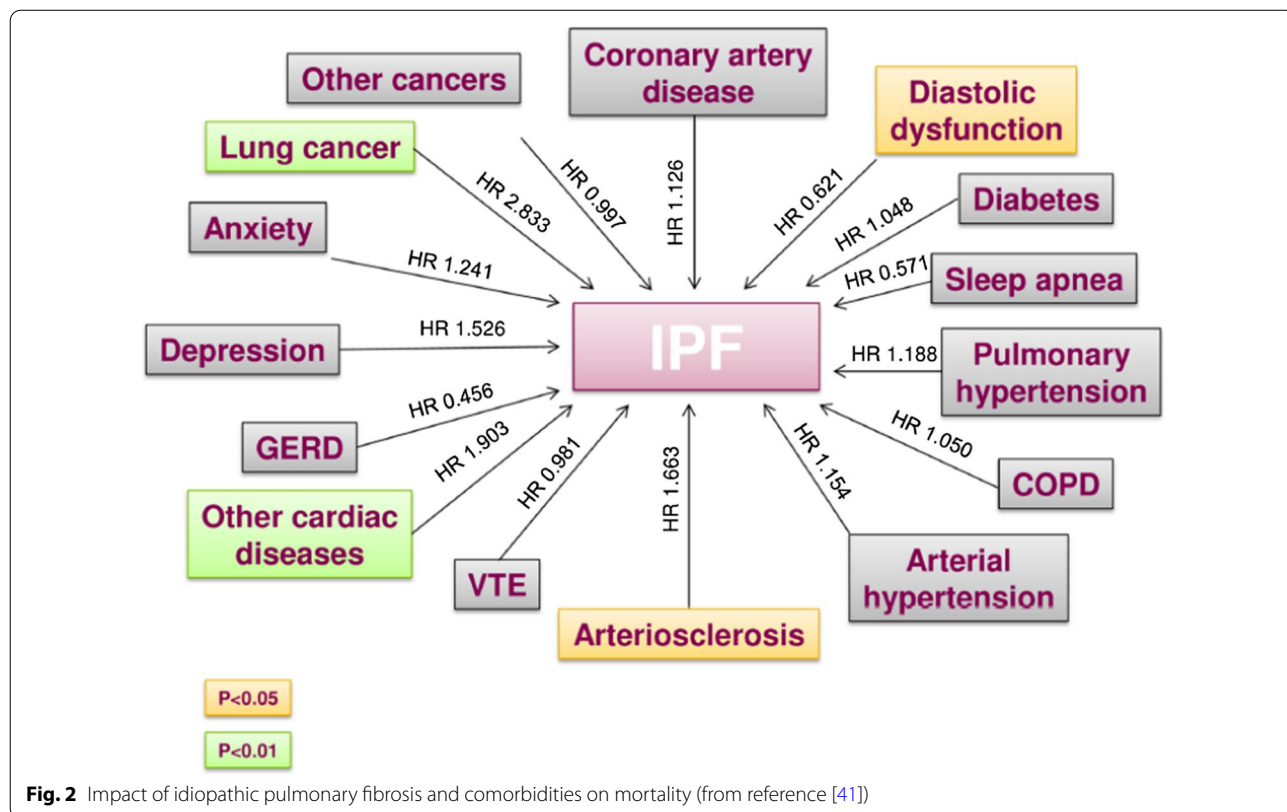 Other cancers
Coronary artery
disease
Diastolic
dysfunction
Lung cancer
Diabetes
Anxiety
Sleep apnea
Depression
Pulmonary
hypertension
GERD
COPD
Other cardiac
diseases
VTE
Arterial
hypertension
Arteriosclerosis
IPF
HR 0.997
HR 1.126
HR 0.621
HR 2.833
HR 1.048
HR 1.241
HR 0.571
HR 1.526
HR 1.188
HR 0.456
HR 1.050
HR 1.903
HR 0.981
HR 1.663
HR 1.154
P<0.05
P<0.01
Fig. 2 Impact of idiopathic pulmonary fibrosis and comorbidities on mortality (from reference [41])